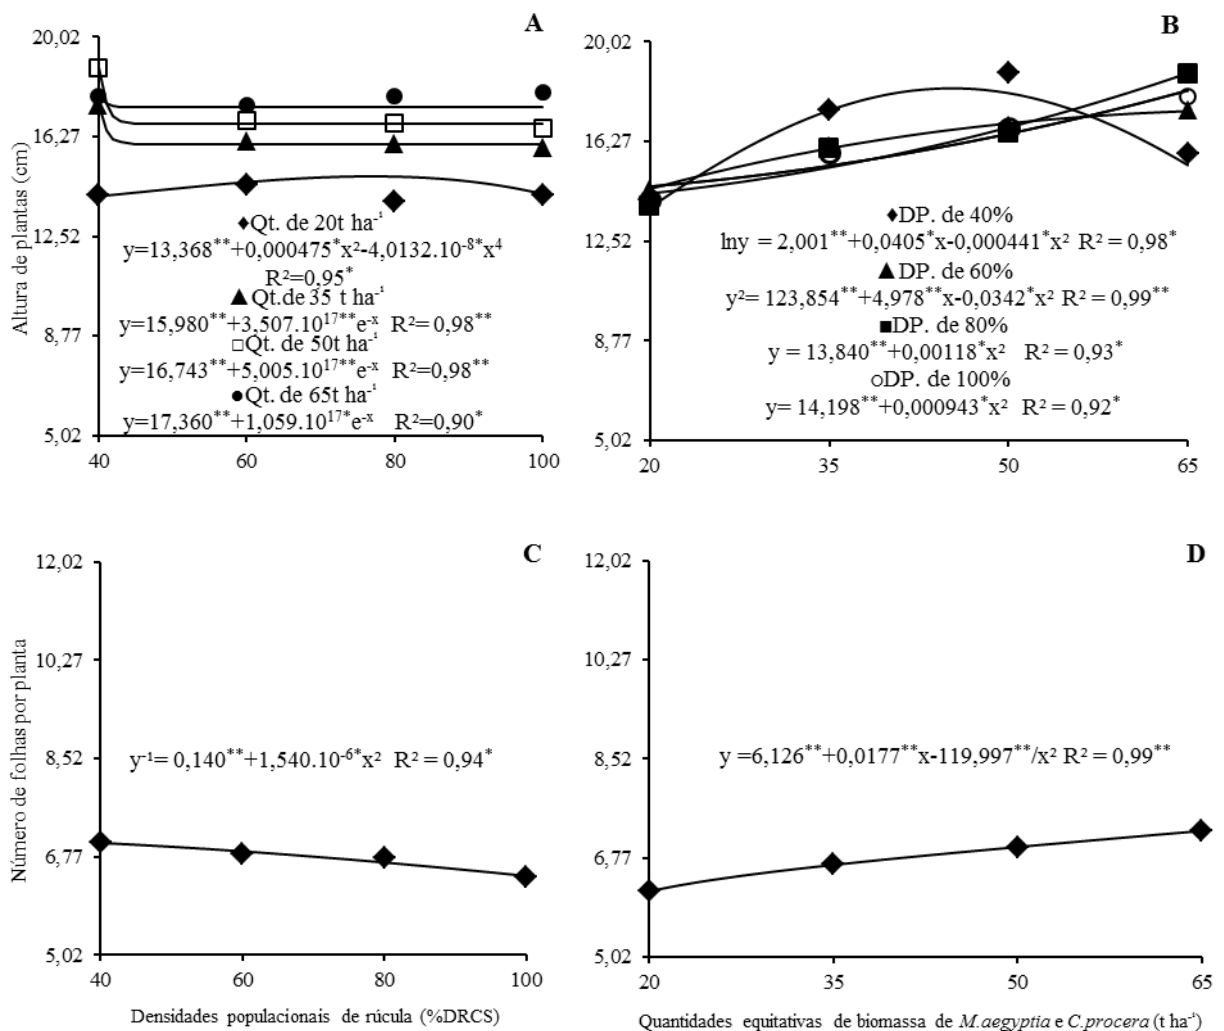 A
20,02
16,27
12,52
8,77
5,02
40
60
80
100
Altura de plantas (cm)
◆Qt. de 20t ha⁻¹
y=13,368**+0,000475*x²-4,0132.10⁻⁸*x⁴
R²=0,95*
▲Qt.de 35 t ha⁻¹
y=15,980**+3,507.10¹⁷**e⁻ˣ R²= 0,98**
□Qt. de 50t ha⁻¹
y=16,743**+5,005.10¹⁷**e⁻ˣ R²=0,98**
●Qt. de 65t ha⁻¹
y=17,360**+1,059.10¹⁷*e⁻ˣ R²=0,90*
B
20,02
16,27
12,52
8,77
5,02
20
35
50
65
◆DP. de 40%
lny = 2,001**+0,0405*x-0,000441*x² R² = 0,98*
▲DP. de 60%
y²= 123,854**+4,978**x-0,0342*x² R² = 0,99**
■DP. de 80%
y = 13,840**+0,00118*x² R² = 0,93*
○DP. de 100%
y= 14,198**+0,000943*x² R² = 0,92*
C
12,02
10,27
8,52
6,77
5,02
40
60
80
100
Número de folhas por planta
y⁻¹= 0,140**+1,540.10⁻⁶*x² R² = 0,94*
Densidades populacionais de rúcula (%DRCS)
D
12,02
10,27
8,52
6,77
5,02
20
35
50
65
y =6,126**+0,0177**x-119,997**/x² R² = 0,99**
Quantidades equitativas de biomassa de M.aegyptia e C.procera (t ha⁻¹)